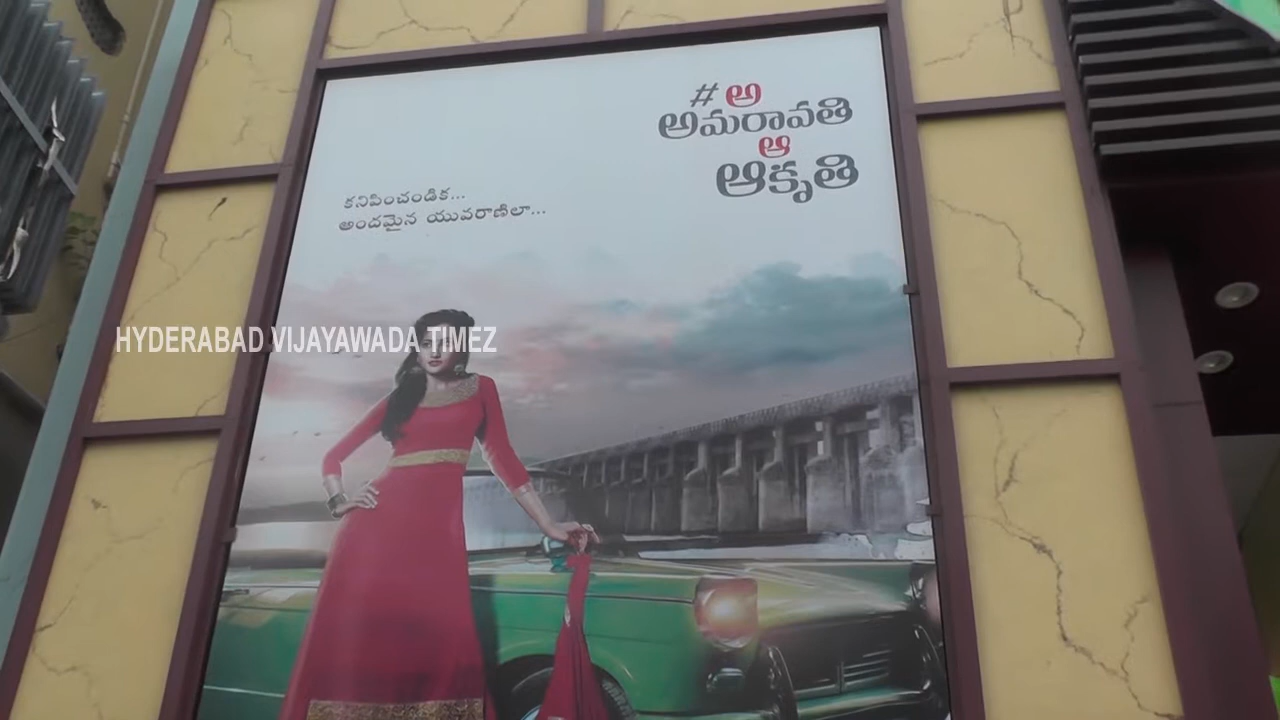 # అ
అమరావతి
ఆ
ఆకృతి
కనిపించండిక...
అందమైన యువరాణిలా...
HYDERABAD VIJAYAWADA TIMEZ